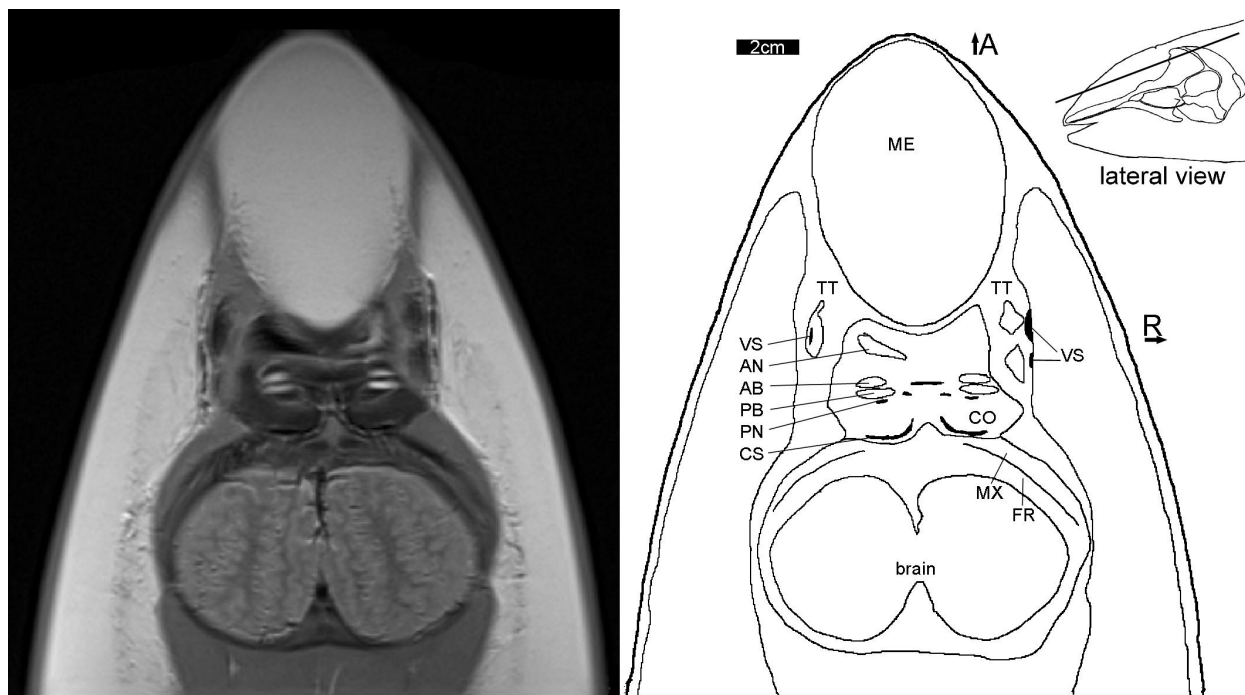 2cm
A
ME
lateral view
TT
TT
R
VS
VS
AN
AB
PB
PN
CO
CS
MX
FR
brain